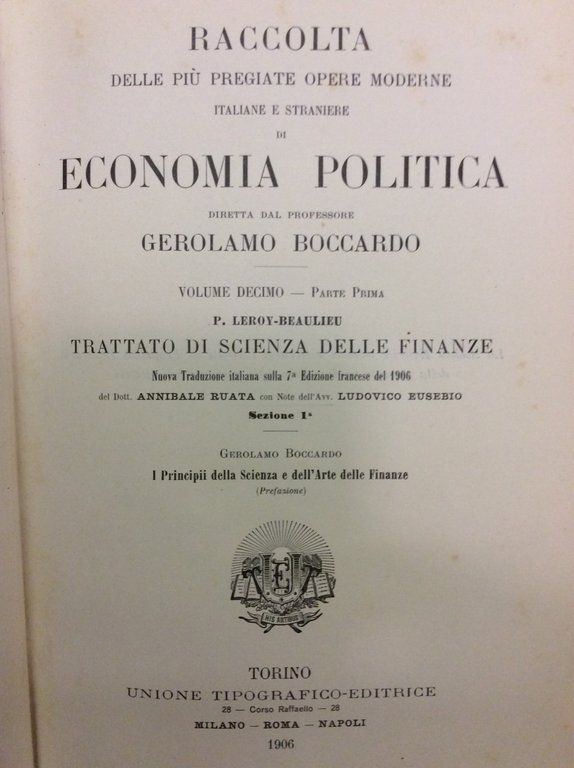 RACCOLTA
DELLE PIÙ PREGIATE OPERE MODERNE
ITALIANE E STRANIERE
DI
ECONOMIA POLITICA
DIRETTA DAL PROFESSORE
GEROLAMO BOCCARDO
VOLUME DECIMO — PARTE PRIMA
P. LEROY-BEAULIEU
TRATTATO DI SCIENZA DELLE FINANZE
Nuova Traduzione italiana sulla 7ª Edizione francese del 1906
del Dott. ANNIBALE RUATA con Note dell'Avv. LUDOVICO EUSEBIO
Sezione 1ª
GEROLAMO BOCCARDO
I Principii della Scienza e dell'Arte delle Finanze
(Prefazione)
UTET
HIS ARTIBUS
TORINO
UNIONE TIPOGRAFICO-EDITRICE
28 — Corso Raffaello — 28
MILANO — ROMA — NAPOLI
1906